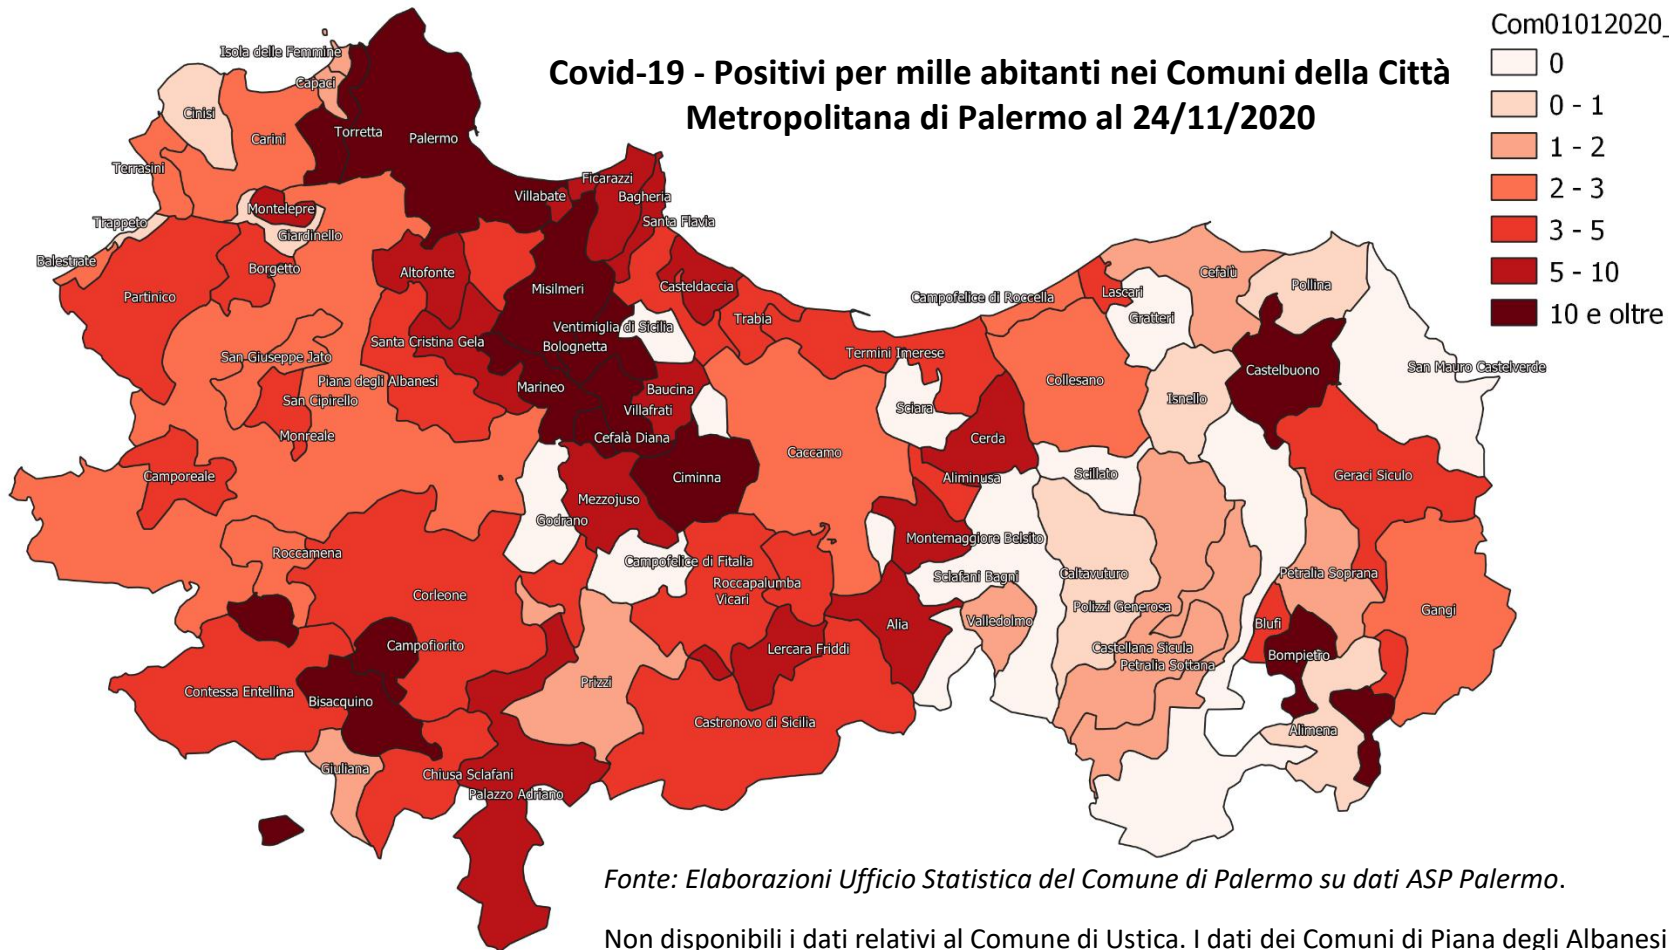 Covid-19 - Positivi per mille abitanti nei Comuni della Città
Metropolitana di Palermo al 24/11/2020
Com01012020_
0
0 - 1
1 - 2
2 - 3
3 - 5
5 - 10
10 e oltre
Isola delle Femmine
Capaci
Cinisi
Carini
Torretta
Palermo
Terrasini
Villabate
Ficarazzi
Bagheria
Montelepre
Santa Flavia
Trappeto
Giardinello
Balestrate
Borgetto
Altofonte
Partinico
Misilmeri
Casteldaccia
Trabia
Campofelice di Roccella
Lascari
Cefalù
Pollina
Gratteri
Ventimiglia di Sicilia
Bolognetta
Santa Cristina Gela
San Giuseppe Jato
Termini Imerese
San Mauro Castelverde
Castelbuono
Piana degli Albanesi
Marineo
Baucina
Collesano
San Cipirello
Villafrati
Sciara
Isnello
Monreale
Cefalà Diana
Cerda
Caccamo
Camporeale
Ciminna
Aliminusa
Scillato
Geraci Siculo
Mezzojuso
Godrano
Montemaggiore Belsito
Roccamena
Campofelice di Fitalia
Sclafani Bagni
Caltavuturo
Petralia Soprana
Roccapalumba
Corleone
Vicari
Polizzi Generosa
Gangi
Alia
Valledolmo
Blufi
Campofiorito
Lercara Friddi
Castellana Sicula
Bompietro
Petralia Sottana
Contessa Entellina
Bisacquino
Prizzi
Castronovo di Sicilia
Alimena
Giuliana
Chiusa Sclafani
Palazzo Adriano
Fonte: Elaborazioni Ufficio Statistica del Comune di Palermo su dati ASP Palermo.
Non disponibili i dati relativi al Comune di Ustica. I dati dei Comuni di Piana degli Albanesi